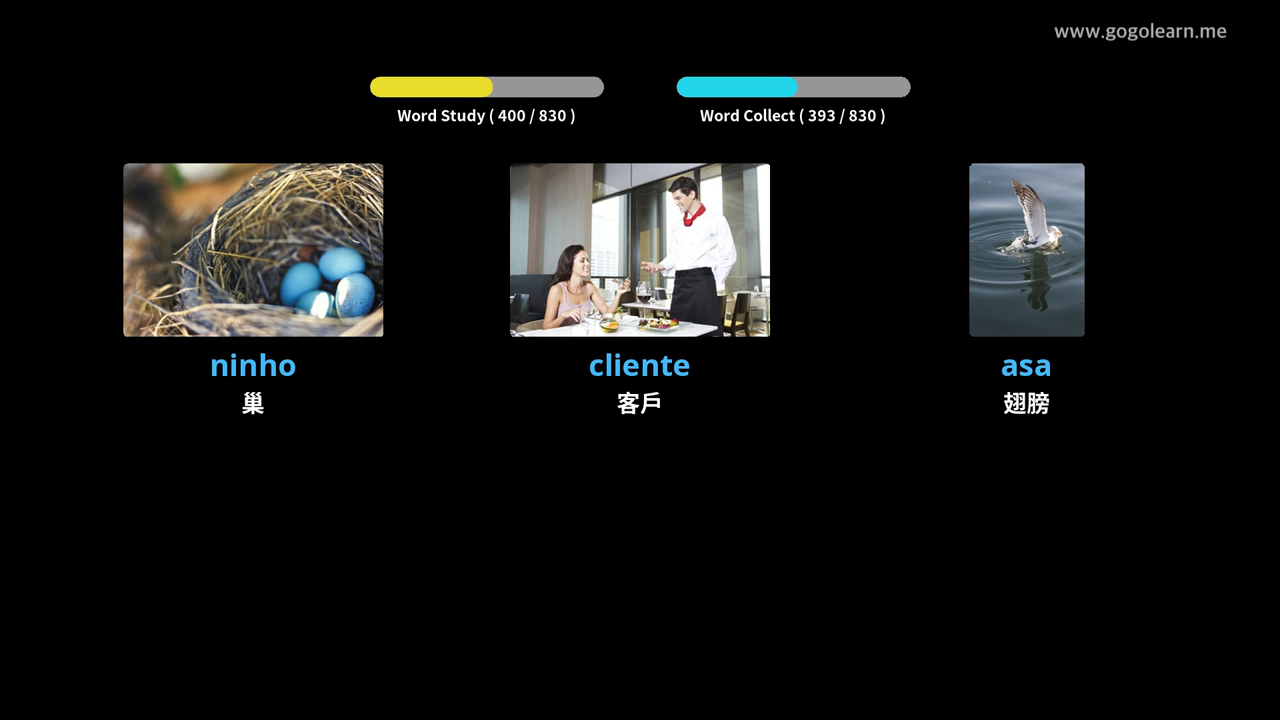 www.gogolearn.me
Word Study ( 400 / 830 )
Word Collect ( 393 / 830 )
ninho
巢
cliente
客戶
asa
翅膀